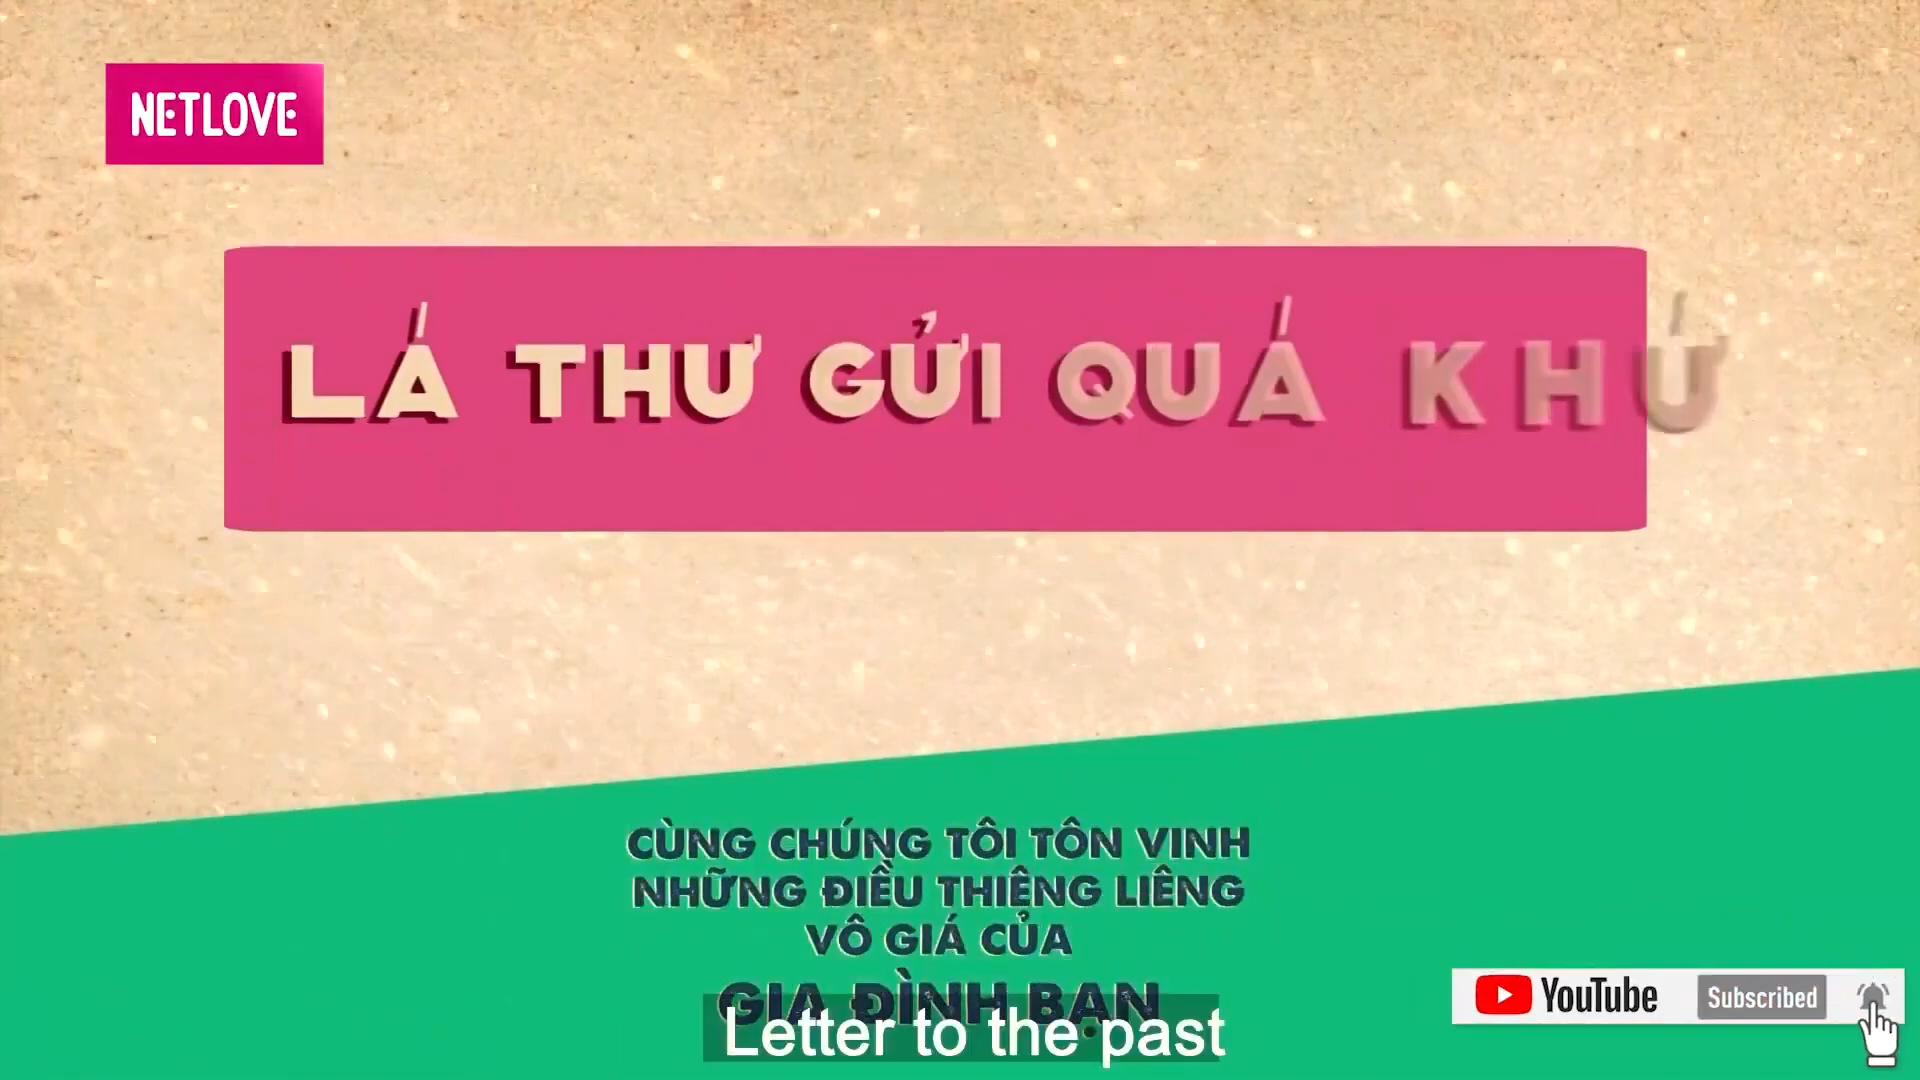 NETLOVE
LÁ THƯ GỬI QUÁ KHỨ
CÙNG CHÚNG TÔI TÔN VINH
NHỮNG ĐIỀU THIÊNG LIÊNG
VÔ GIÁ CỦA
GIA ĐÌNH BẠN
Letter to the past
YouTube Subscribed